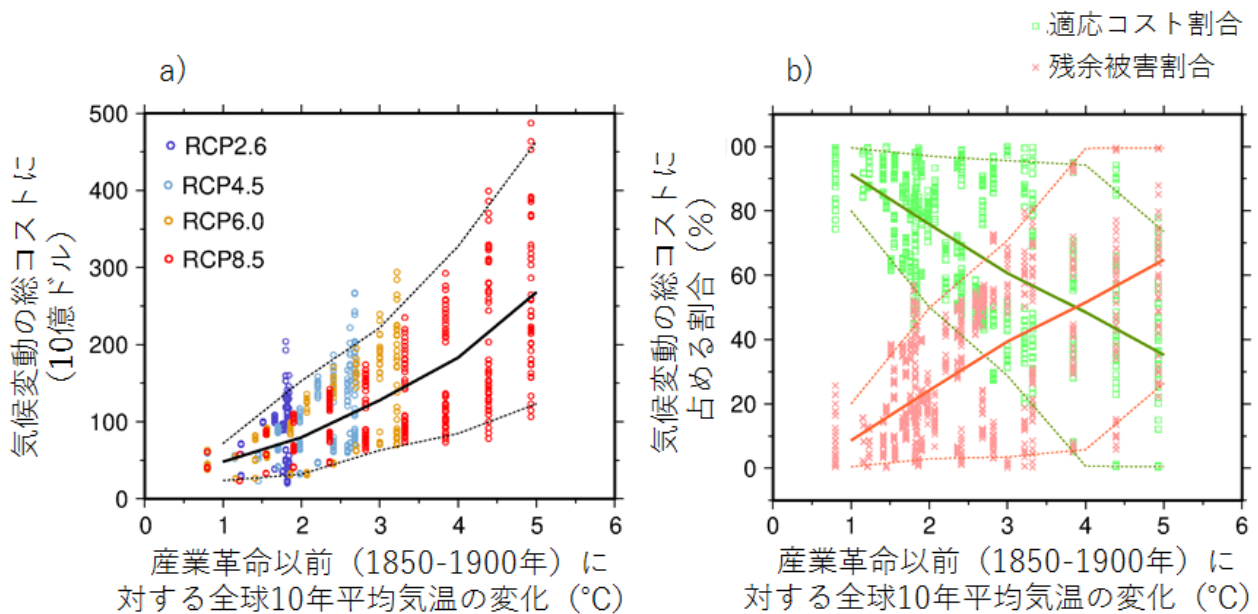 適応コスト割合
残余被害割合
a)
b)
気候変動の総コストに
(10億ドル)
500
400
300
200
100
0
RCP2.6
RCP4.5
RCP6.0
RCP8.5
0 1 2 3 4 5 6
産業革命以前（1850-1900年）に
対する全球10年平均気温の変化（°C）
気候変動の総コストに
占める割合（%）
00
80
60
40
20
0
0 1 2 3 4 5 6
産業革命以前（1850-1900年）に
対する全球10年平均気温の変化（°C）